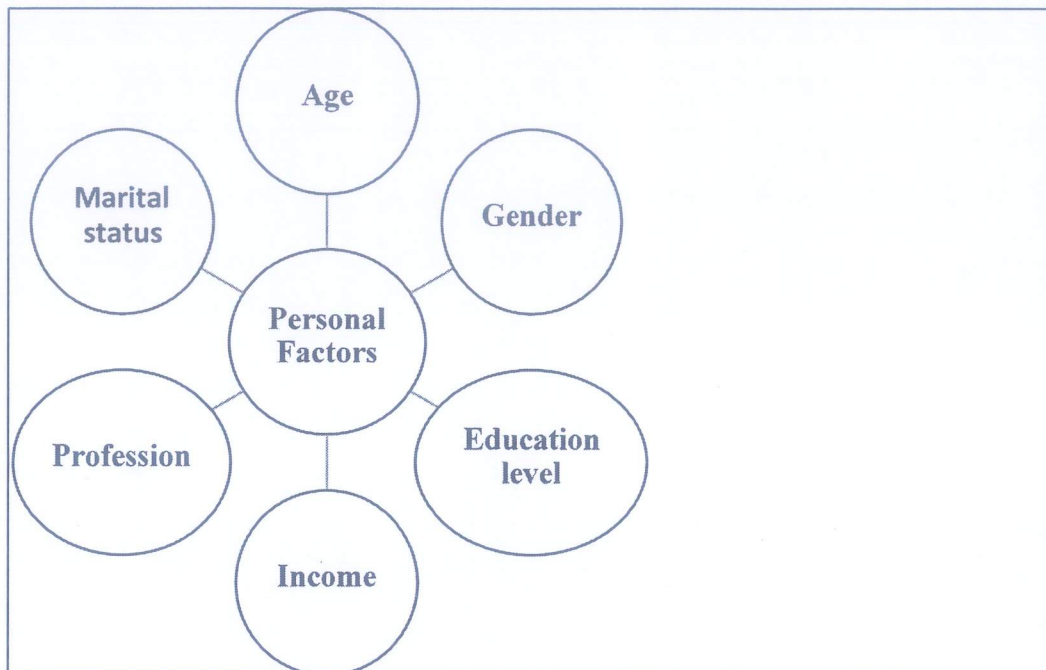 Age
Marital
status
Gender
Personal
Factors
Profession
Education
level
Income